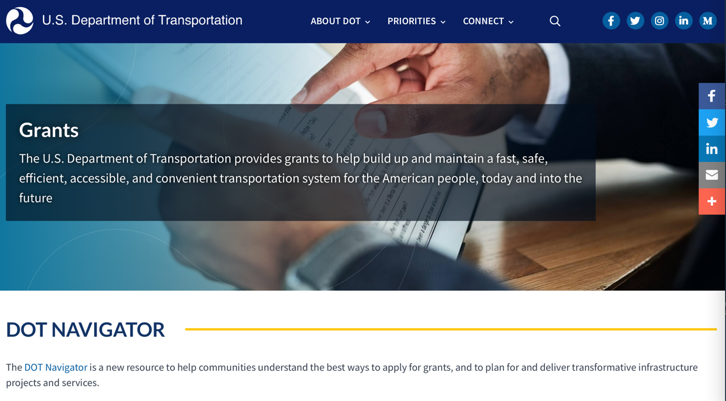 U.S. Department of Transportation
ABOUT DOT
PRIORITIES
CONNECT
Grants
The U.S. Department of Transportation provides grants to help build up and maintain a fast, safe,
efficient, accessible, and convenient transportation system for the American people, today and into the
future
DOT NAVIGATOR
The DOT Navigator is a new resource to help communities understand the best ways to apply for grants, and to plan for and deliver transformative infrastructure
projects and services.